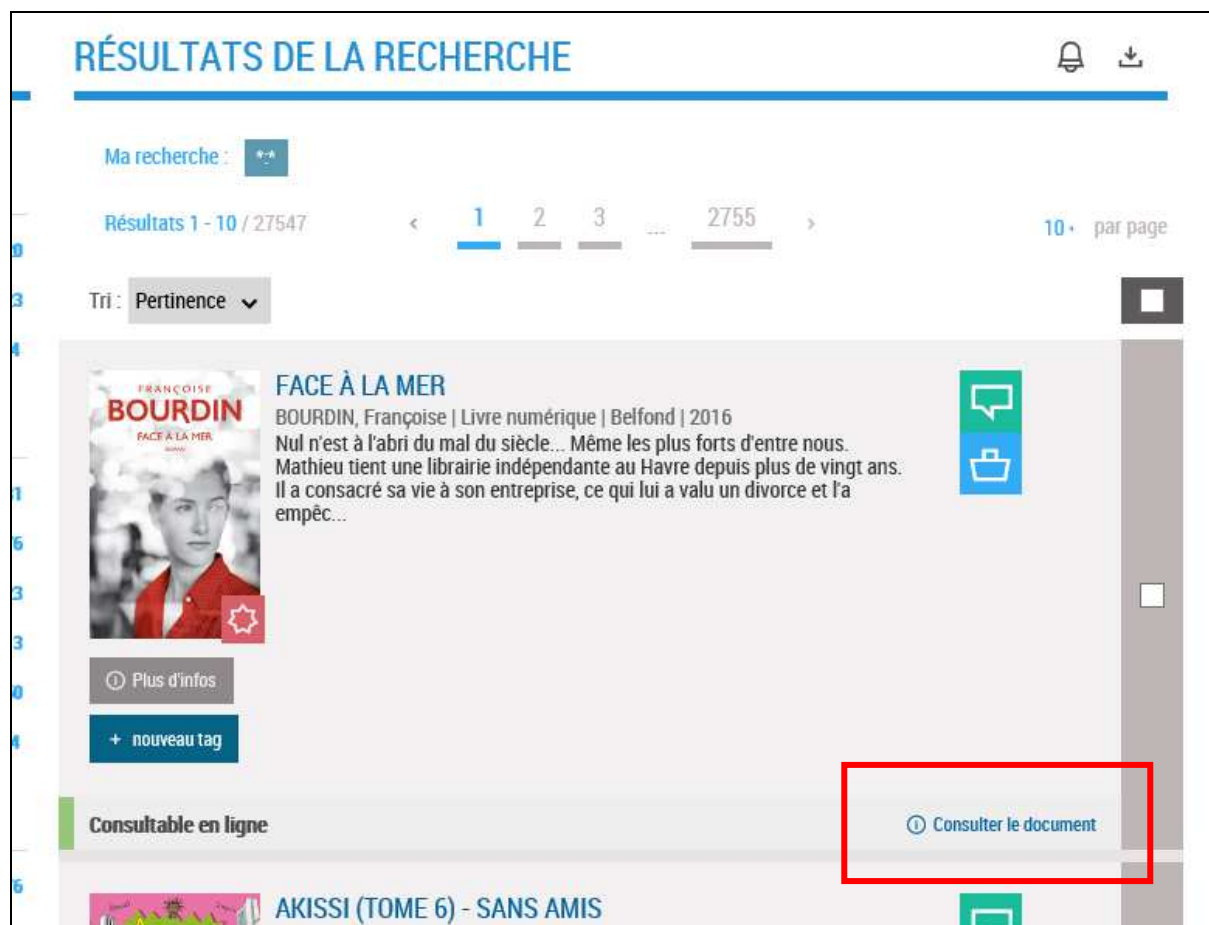 RÉSULTATS DE LA RECHERCHE
Ma recherche : *:*
Résultats 1 - 10 / 27547 ‹ 1 2 3 ... 2755 › 10 par page
Tri : Pertinence
FRANÇOISE
BOURDIN
FACE À LA MER
FACE À LA MER
BOURDIN, Françoise | Livre numérique | Belfond | 2016
Nul n'est à l'abri du mal du siècle... Même les plus forts d'entre nous.
Mathieu tient une librairie indépendante au Havre depuis plus de vingt ans.
Il a consacré sa vie à son entreprise, ce qui lui a valu un divorce et l'a
empêc...
Plus d'infos
+ nouveau tag
Consultable en ligne
Consulter le document
AKISSI (TOME 6) - SANS AMIS